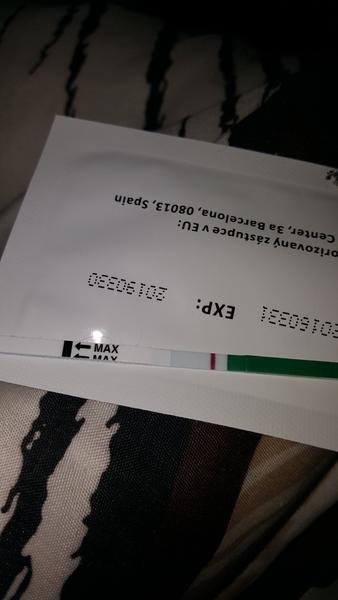 ← MAX
← MAX
20160331 EXP: 20190330
orizovaný zástupce v EU:
Center, 3a Barcelona, 08013, Spain